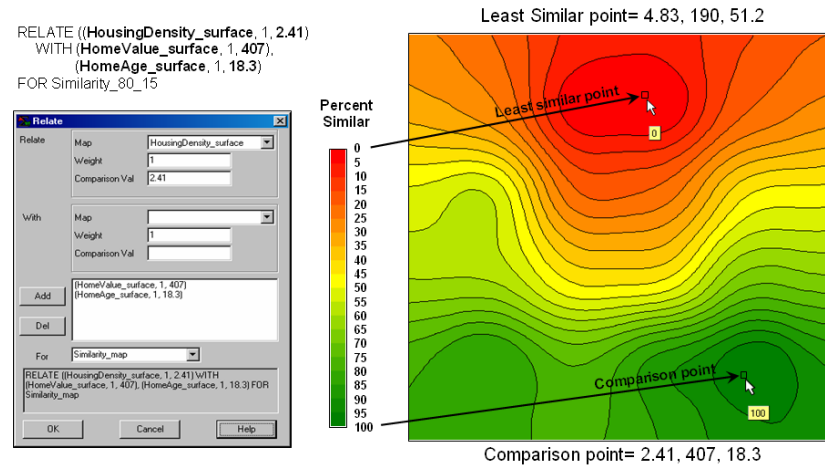 RELATE ((HousingDensity_surface, 1, 2.41)
WITH (HomeValue_surface, 1, 407),
(HomeAge_surface, 1, 18.3)
FOR Similarity_80_15
Relate
Relate
Map
HousingDensity_surface
Weight
1
Comparison Val
2.41
With
Map
Weight
1
Comparison Val
Add
Del
(HomeValue_surface, 1, 407)
(HomeAge_surface, 1, 18.3)
For
Similarity_map
RELATE ((HousingDensity_surface, 1, 2.41) WITH
(HomeValue_surface, 1, 407), (HomeAge_surface, 1, 18.3) FOR
Similarity_map
OK
Cancel
Help
Percent
Similar
0
5
10
15
20
25
30
35
40
45
50
55
60
65
70
75
80
85
90
95
100
Least Similar point= 4.83, 190, 51.2
Least similar point
0
Comparison point
100
Comparison point= 2.41, 407, 18.3